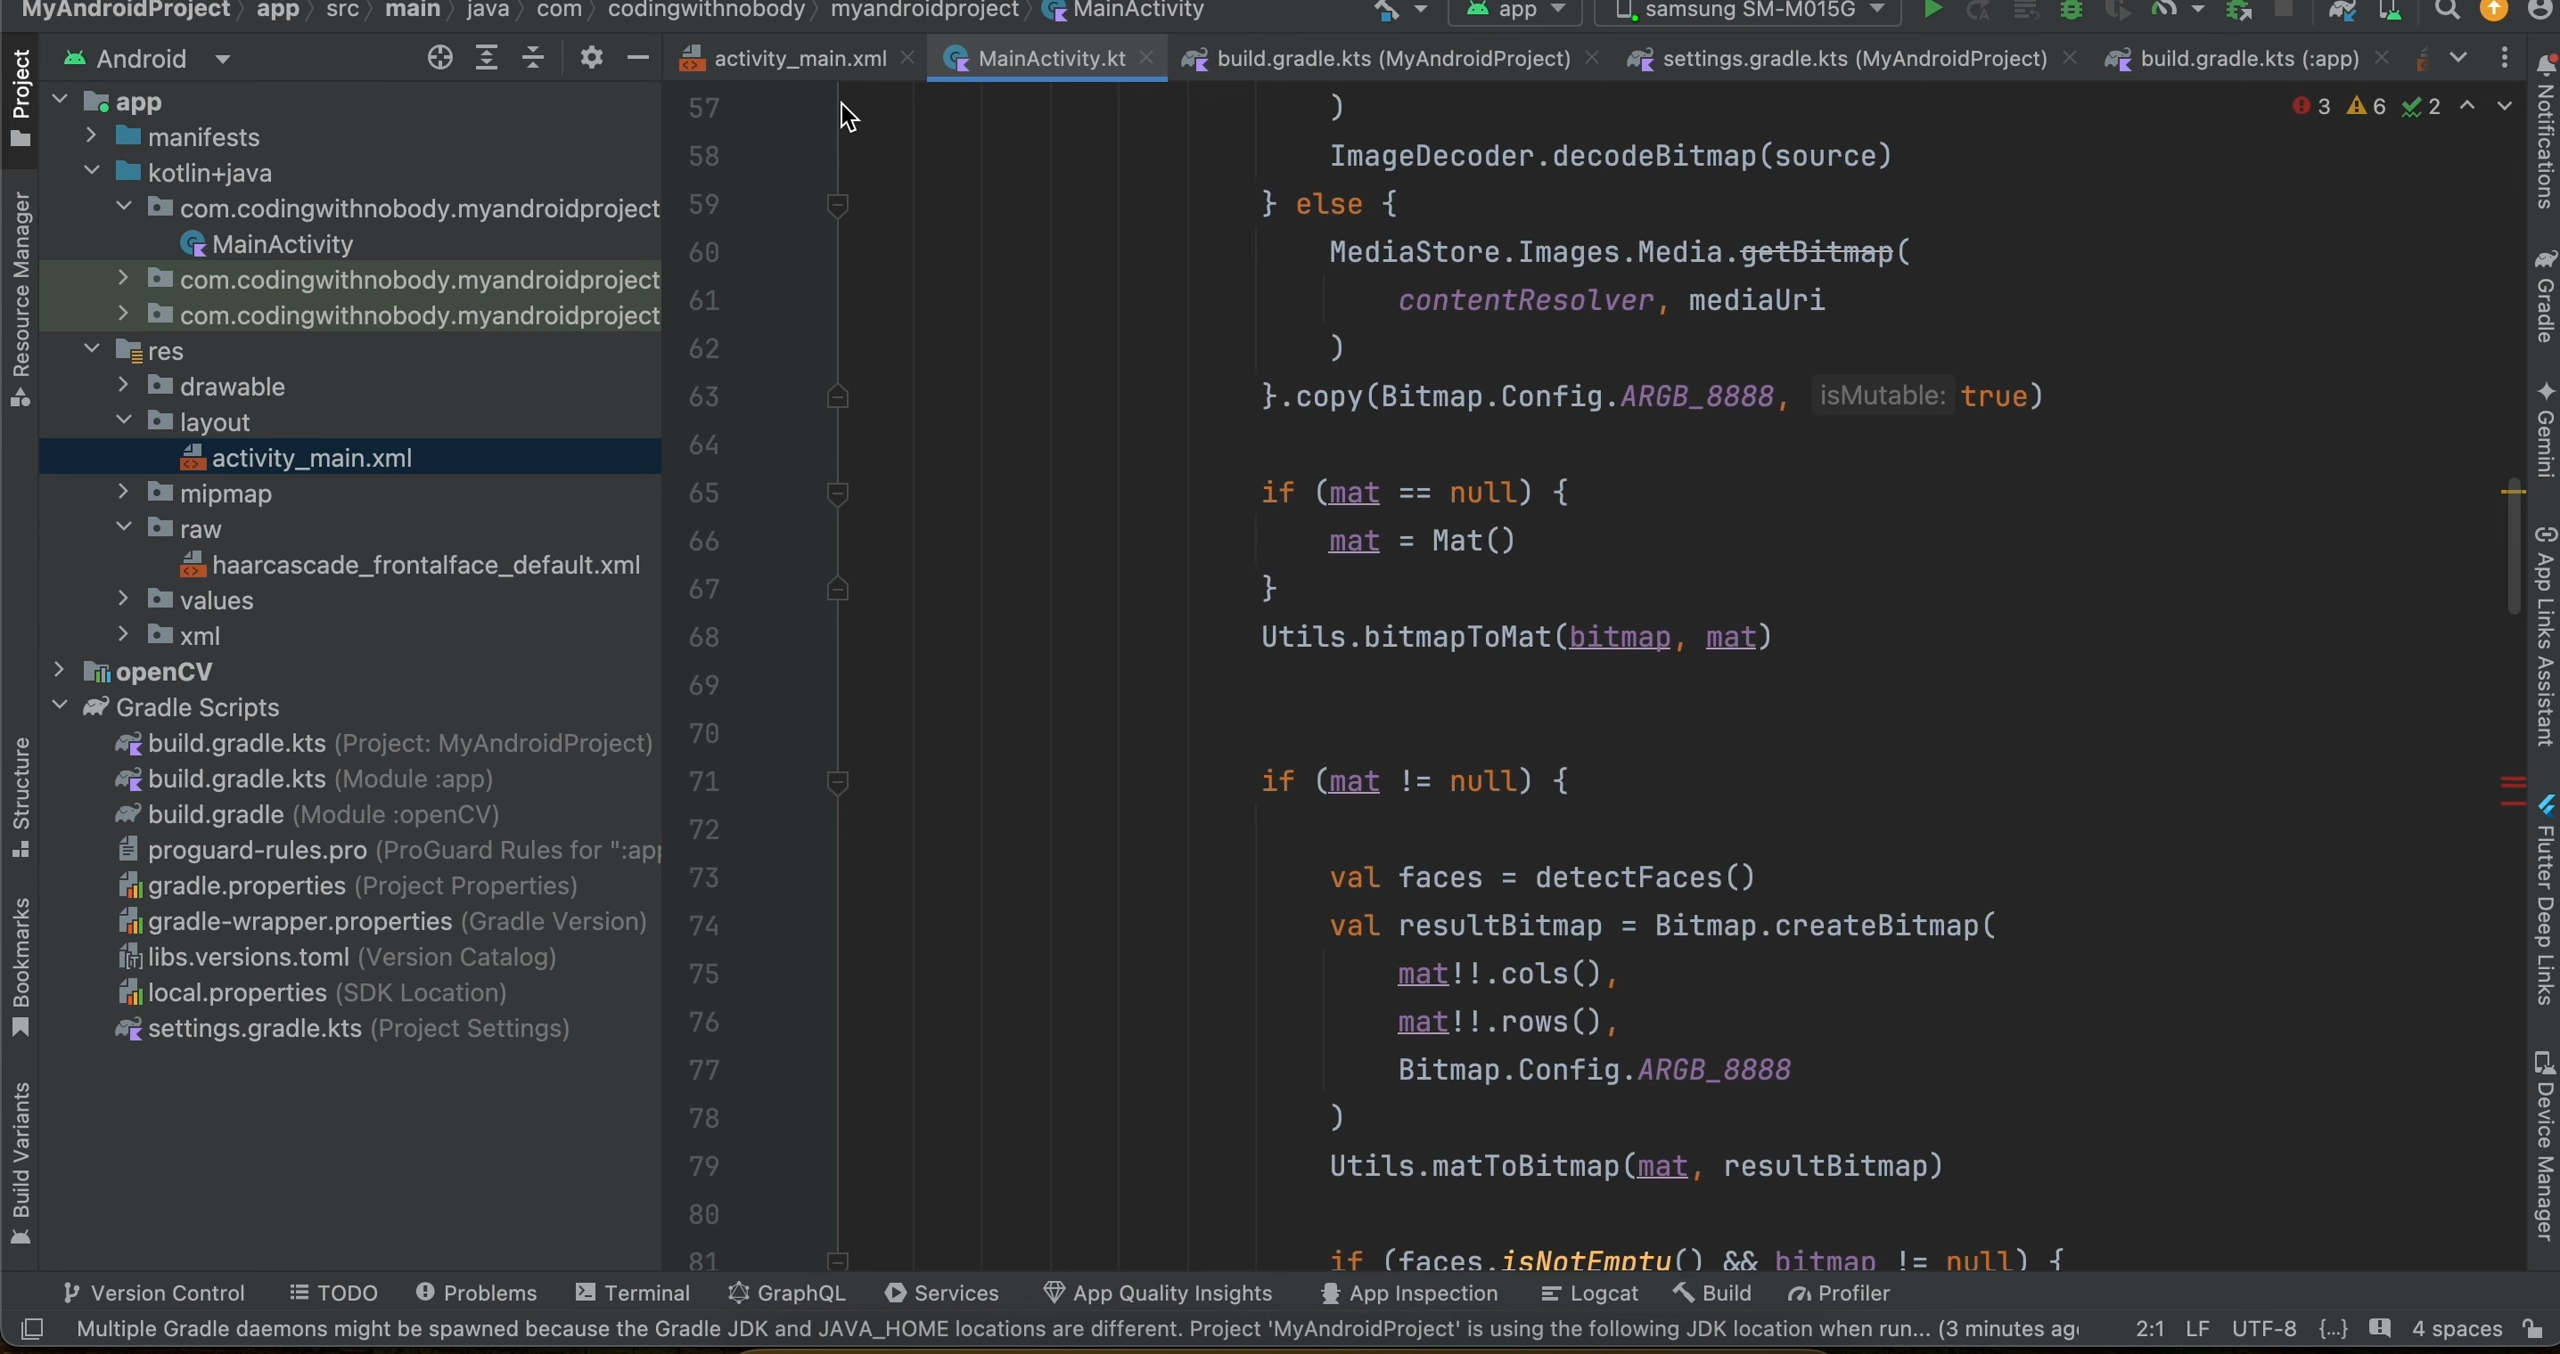 MyAndroidProject app src main java com codingwithnobody myandroidproject MainActivity app samsung SM-M015G
Project
Resource Manager
Structure
Bookmarks
Build Variants
Android
app
manifests
kotlin+java
com.codingwithnobody.myandroidproject
MainActivity
com.codingwithnobody.myandroidproject
com.codingwithnobody.myandroidproject
res
drawable
layout
activity_main.xml
mipmap
raw
haarcascade_frontalface_default.xml
values
xml
openCV
Gradle Scripts
build.gradle.kts (Project: MyAndroidProject)
build.gradle.kts (Module :app)
build.gradle (Module :openCV)
proguard-rules.pro (ProGuard Rules for ":app
gradle.properties (Project Properties)
gradle-wrapper.properties (Gradle Version)
libs.versions.toml (Version Catalog)
local.properties (SDK Location)
settings.gradle.kts (Project Settings)
activity_main.xml MainActivity.kt build.gradle.kts (MyAndroidProject) settings.gradle.kts (MyAndroidProject) build.gradle.kts (:app)
3 6 2
57 )
58 ImageDecoder.decodeBitmap(source)
59 } else {
60 MediaStore.Images.Media.getBitmap(
61 contentResolver, mediaUri
62 )
63 }.copy(Bitmap.Config.ARGB_8888, isMutable: true)
64
65 if (mat == null) {
66 mat = Mat()
67 }
68 Utils.bitmapToMat(bitmap, mat)
69
70
71 if (mat != null) {
72
73 val faces = detectFaces()
74 val resultBitmap = Bitmap.createBitmap(
75 mat!!.cols(),
76 mat!!.rows(),
77 Bitmap.Config.ARGB_8888
78 )
79 Utils.matToBitmap(mat, resultBitmap)
80
81 if (faces.isNotEmpty() && bitmap != null) {
Notifications
Gradle
Gemini
App Links Assistant
Flutter Deep Links
Device Manager
Version Control TODO Problems Terminal GraphQL Services App Quality Insights App Inspection Logcat Build Profiler
Multiple Gradle daemons might be spawned because the Gradle JDK and JAVA_HOME locations are different. Project 'MyAndroidProject' is using the following JDK location when run... (3 minutes ag 2:1 LF UTF-8 {...} 4 spaces